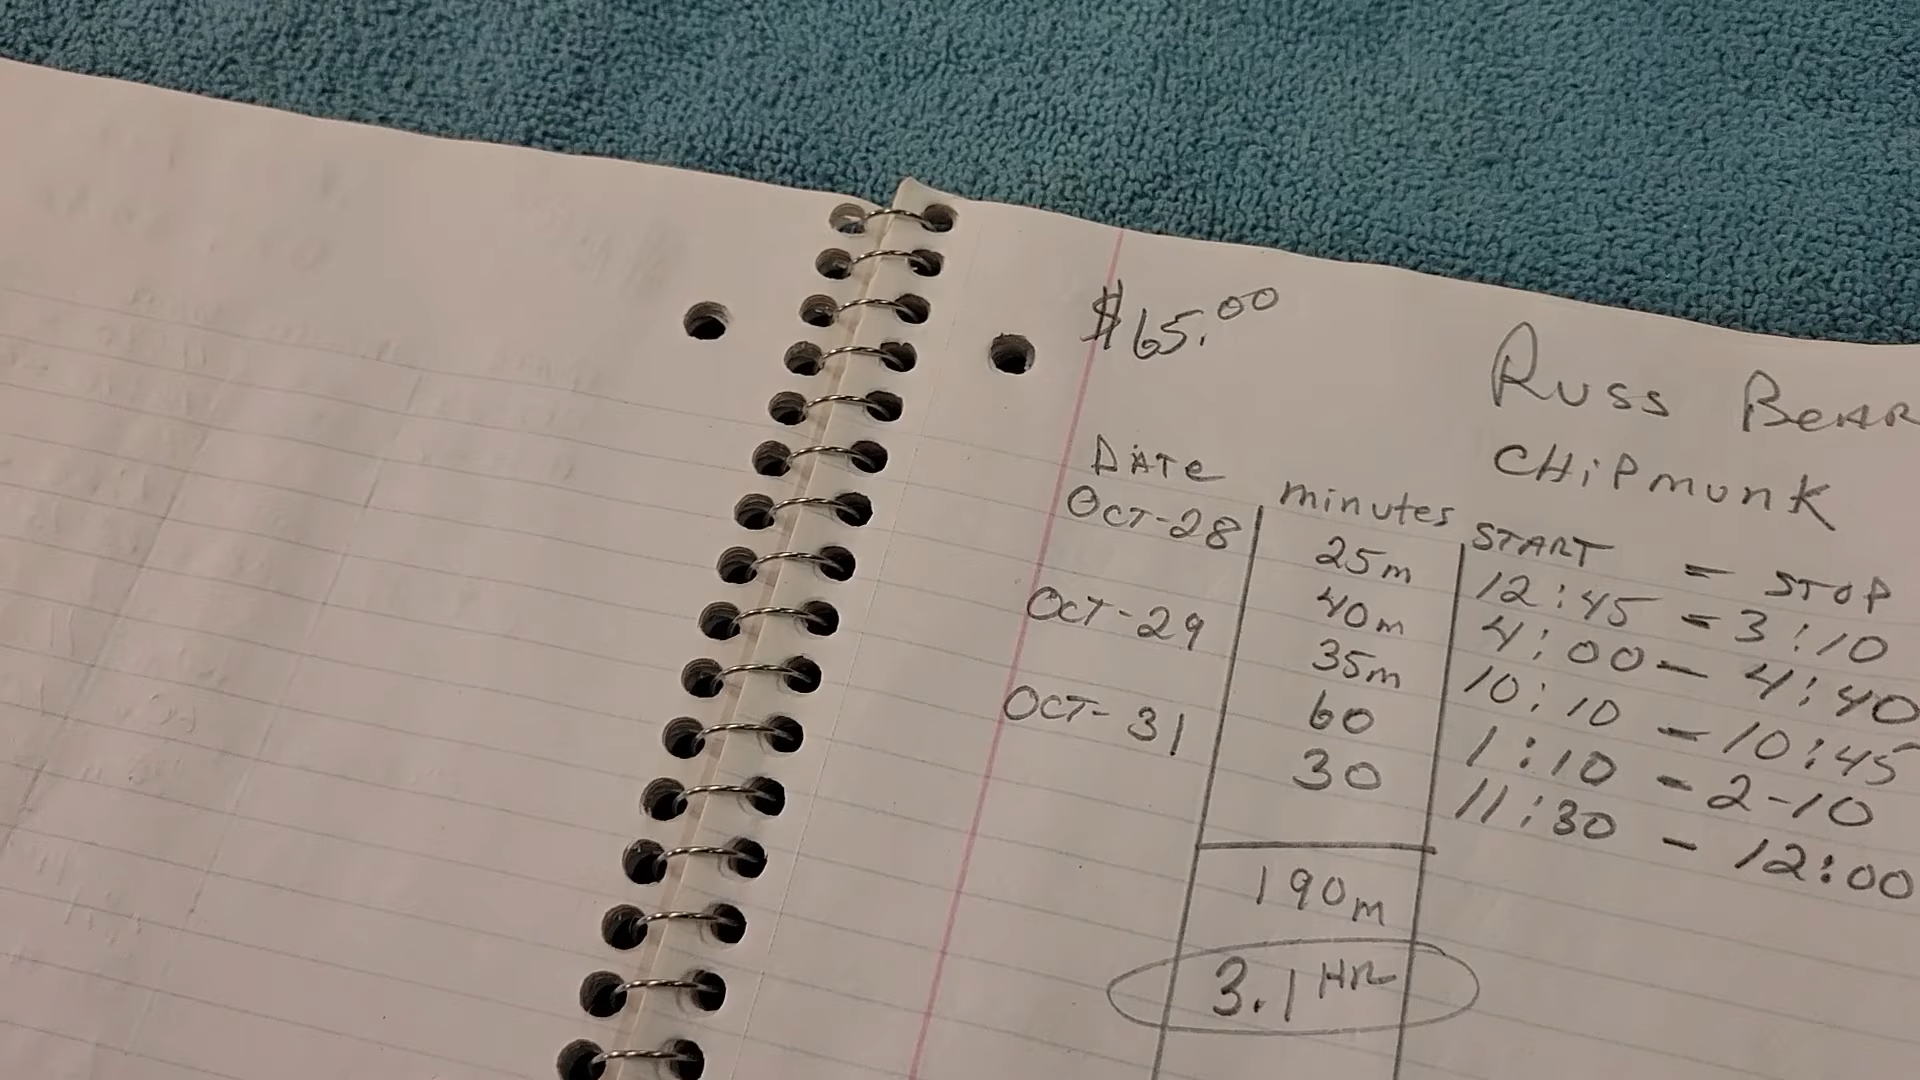 $65.00
Russ Bear
Chipmunk
Date minutes START = STOP
Oct-28 25m 12:45 = 3:10
40m 4:00 - 4:40
Oct-29 35m 10:10 - 10:45
60 1:10 - 2-10
Oct-31 30 11:30 - 12:00
190m
3.1 HR